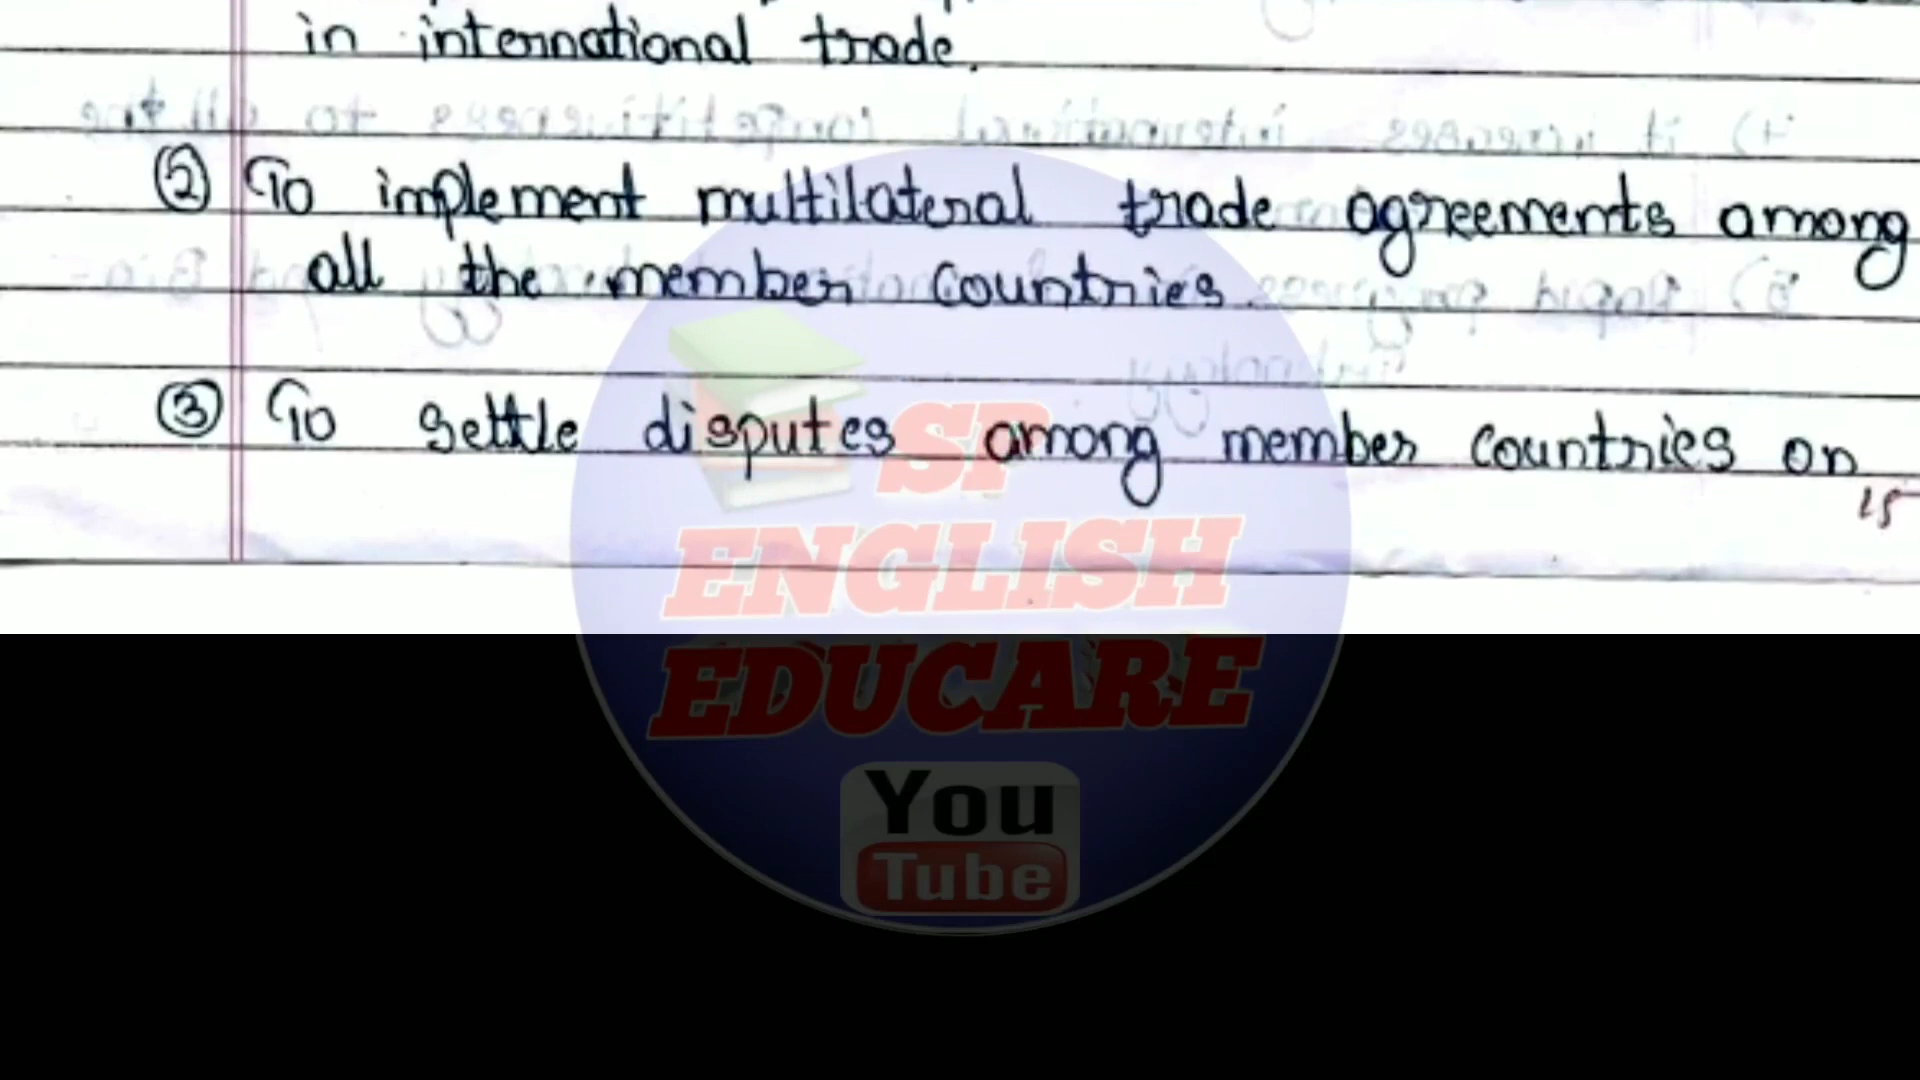 in international trade.
② To implement multilateral trade agreements among
all the member countries.
③ To settle disputes among member countries on
15
SP
ENGLISH
EDUCARE
You
Tube